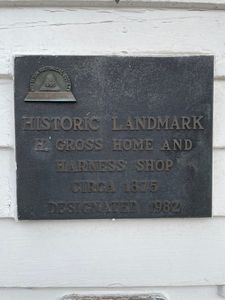 HISTORIC LANDMARK
H. GROSS HOME AND
HARNESS SHOP
CIRCA 1875
DESIGNATED 1982